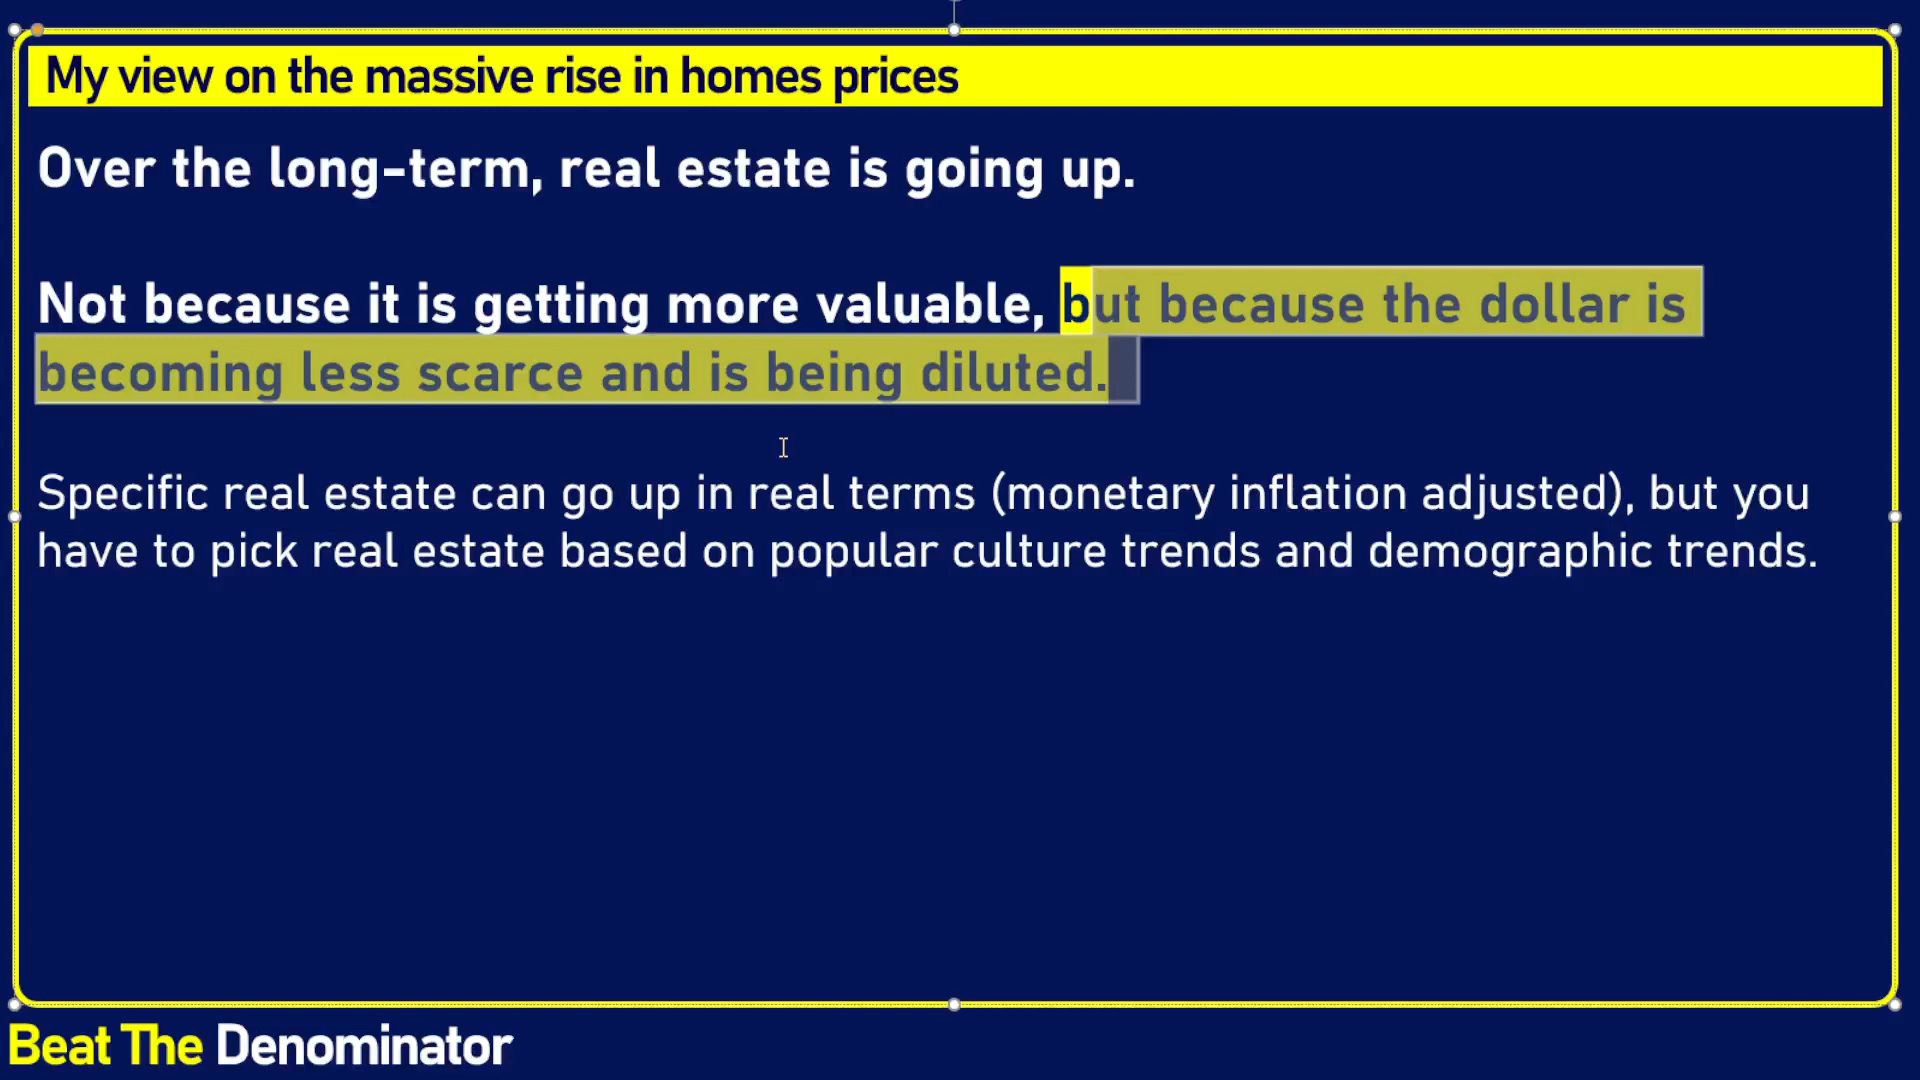 My view on the massive rise in homes prices
Over the long-term, real estate is going up.
Not because it is getting more valuable, but because the dollar is
becoming less scarce and is being diluted.
Specific real estate can go up in real terms (monetary inflation adjusted), but you
have to pick real estate based on popular culture trends and demographic trends.
Beat The Denominator